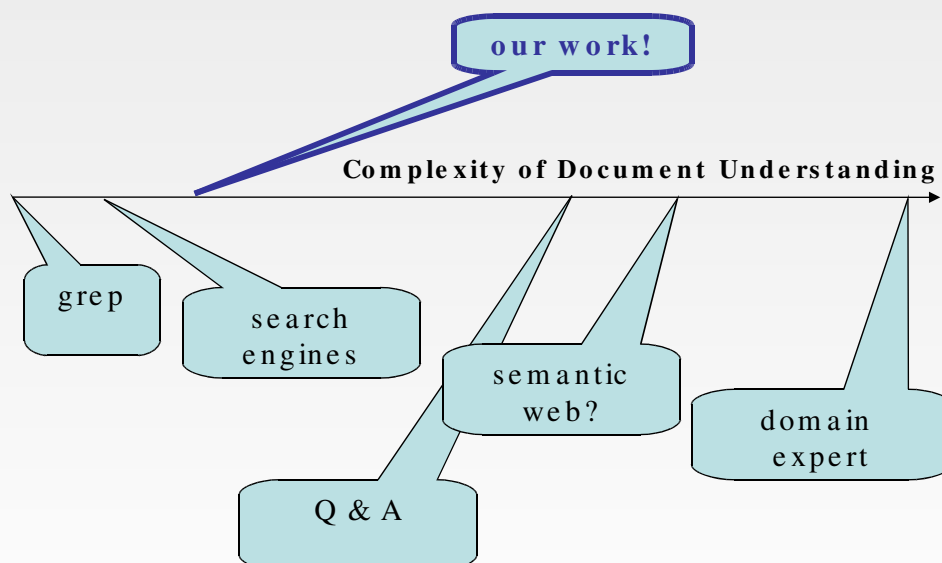 our work!
Complexity of Document Understanding
grep
search
engines
semantic
web?
domain
expert
Q & A